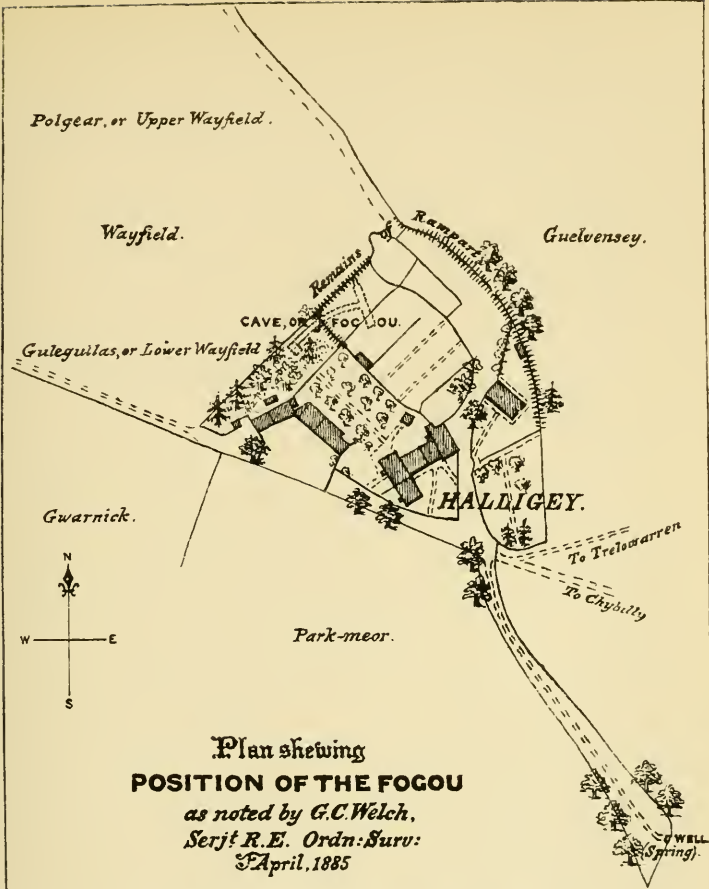 Polgear, or Upper Wayfield.
Wayfield.
Remains of Rampart
Guelvensey.
CAVE, OR FOGOU.
Gulegullas, or Lower Wayfield
Gwarnick.
HALLIGEY.
To Trelowarren
To Chybilly
N
W E
S
Park-meor.
Plan shewing
POSITION OF THE FOGOU
as noted by G.C. Welch,
Serjt R.E. Ordn: Surv:
April, 1885
WELL
(Spring).